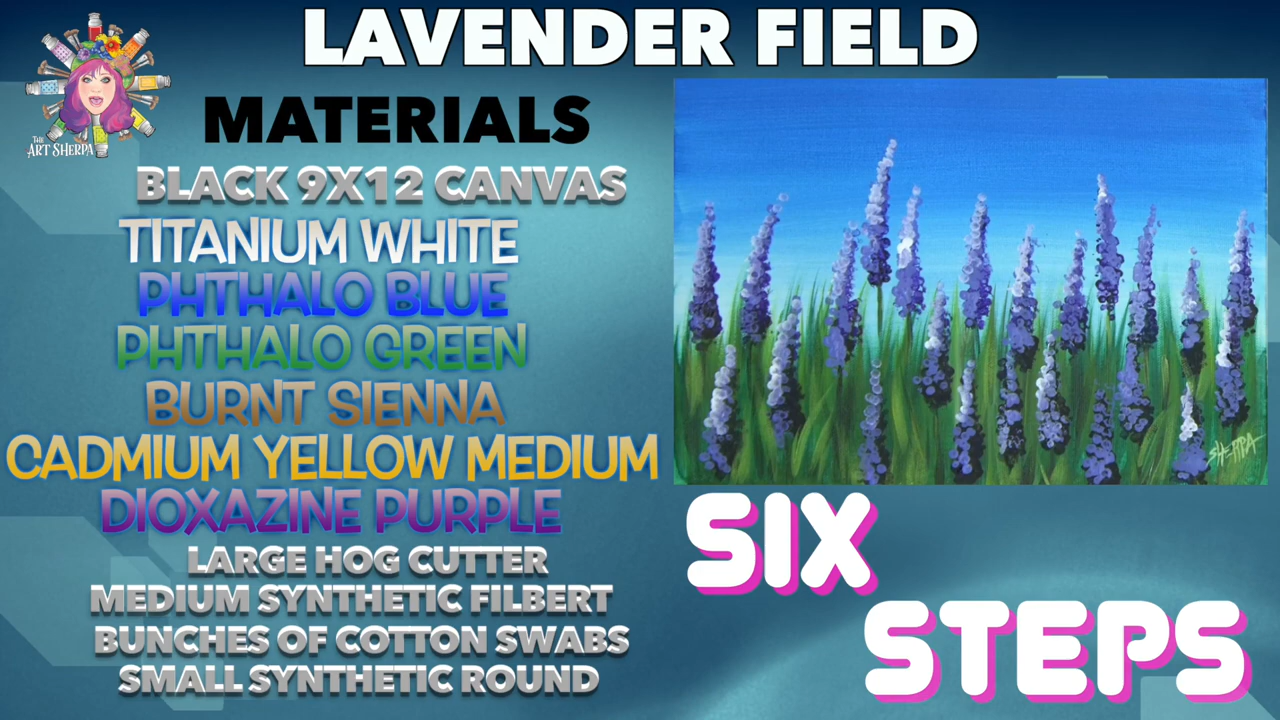 LAVENDER FIELD
THE
ART SHERPA
MATERIALS
BLACK 9X12 CANVAS
TITANIUM WHITE
PHTHALO BLUE
PHTHALO GREEN
BURNT SIENNA
CADMIUM YELLOW MEDIUM
DIOXAZINE PURPLE
LARGE HOG CUTTER
MEDIUM SYNTHETIC FILBERT
BUNCHES OF COTTON SWABS
SMALL SYNTHETIC ROUND
SHERPA
SIX
STEPS